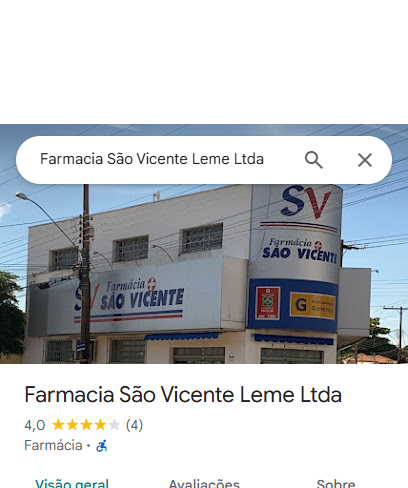 Farmacia São Vicente Leme Ltda
SV
Farmácia
SÃO VICENTE
SV
Farmácia
SÃO VICENTE
G
Farmacia São Vicente Leme Ltda
4,0 (4)
Farmácia ·
Visão geral Avaliações Sobre